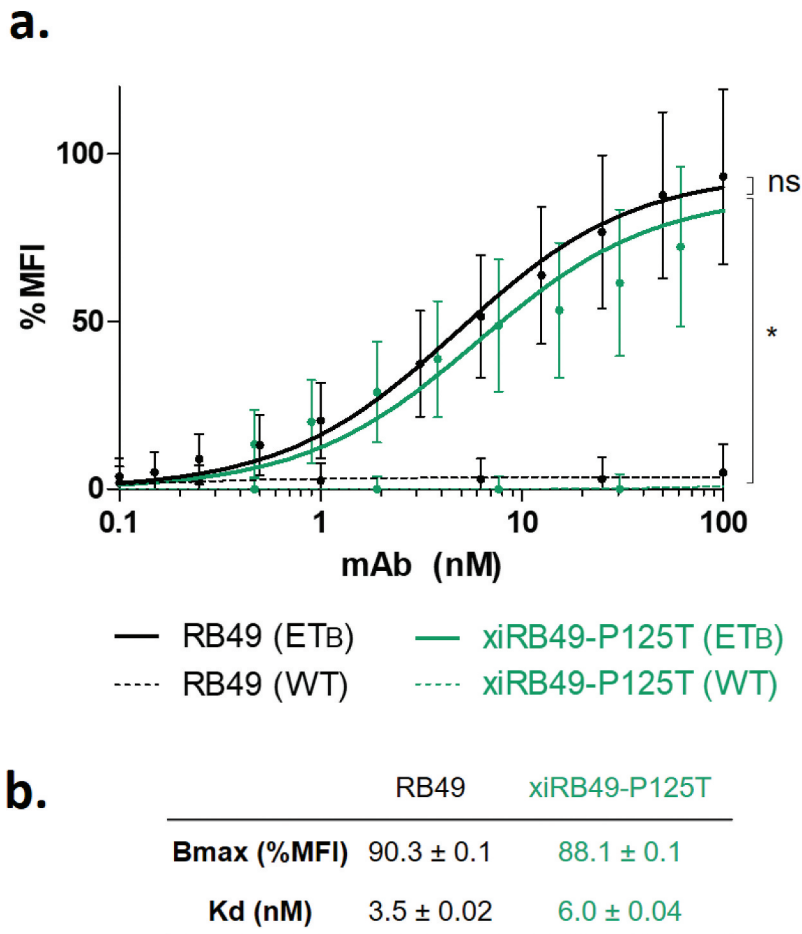 a.
100
50
0
% MFI
ns
*
0.1 1 10 100
mAb (nM)
RB49 (ETB) xiRB49-P125T (ETB)
RB49 (WT) xiRB49-P125T (WT)
b.
RB49 xiRB49-P125T
Bmax (%MFI) 90.3 ± 0.1 88.1 ± 0.1
Kd (nM) 3.5 ± 0.02 6.0 ± 0.04